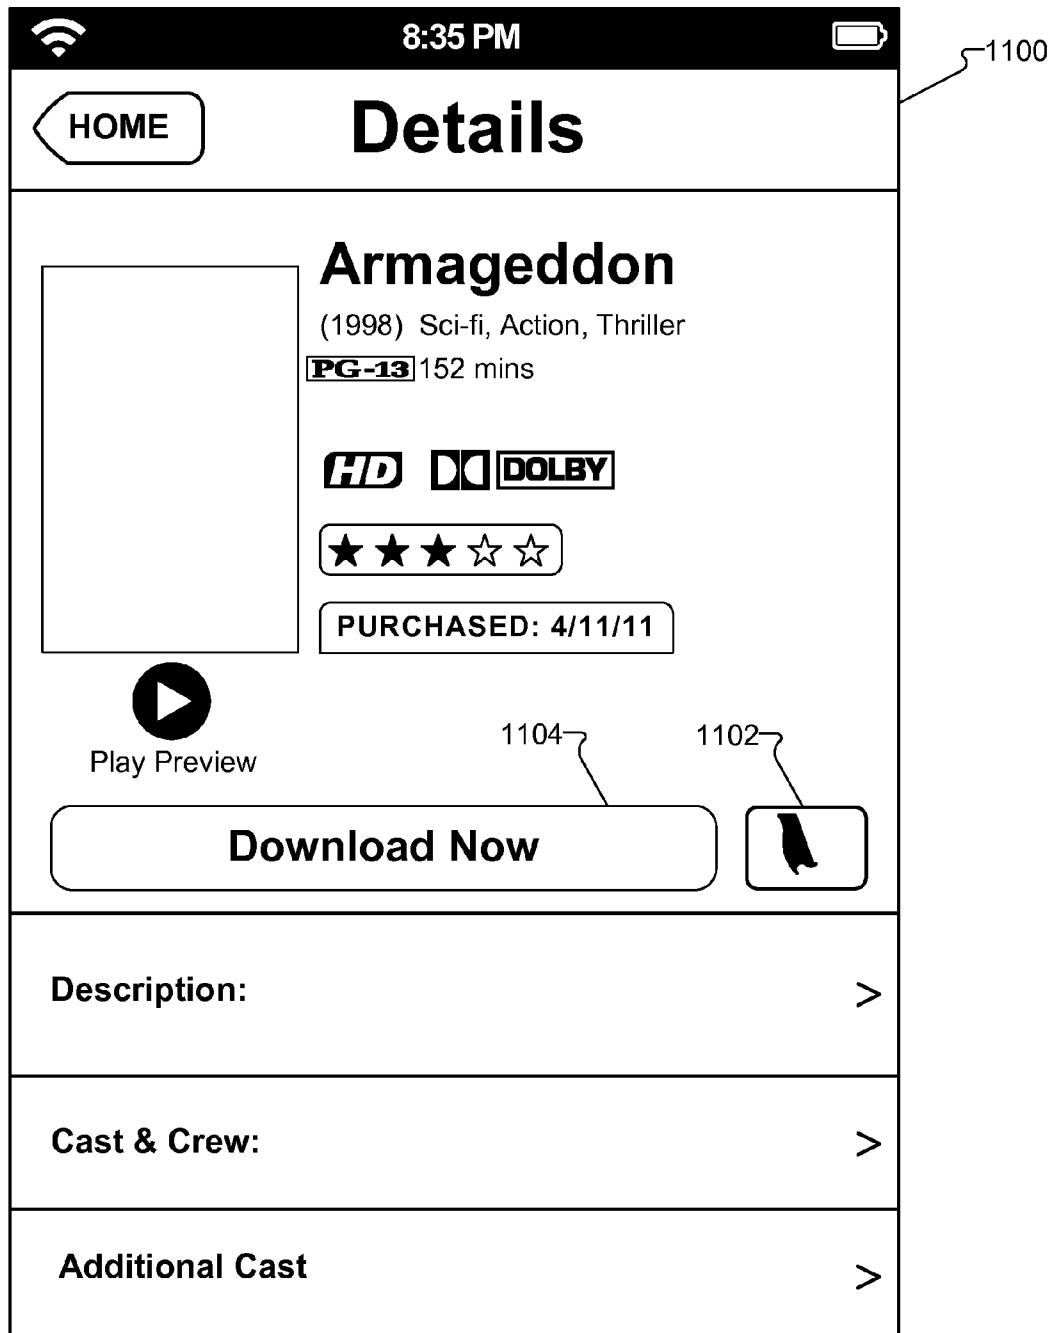 8:35 PM
1100
HOME
Details
Armageddon
(1998) Sci-fi, Action, Thriller
PG-13 152 mins
HD DOLBY
PURCHASED: 4/11/11
Play Preview
1104
1102
Download Now
Description:
>
Cast & Crew:
>
Additional Cast
>